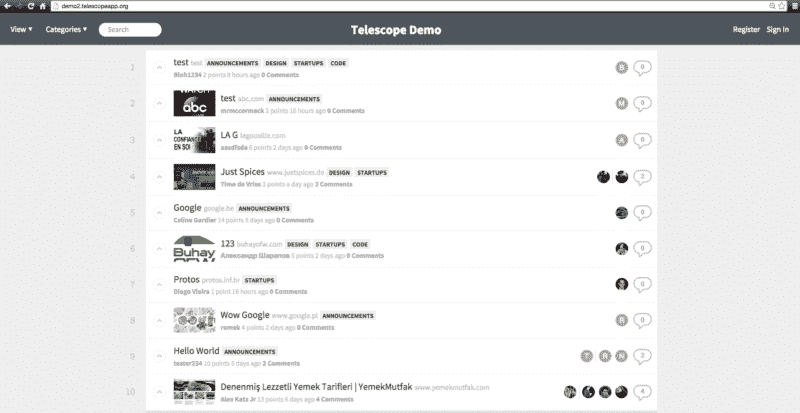 demo2.telescopeapp.org
View ▾ Categories ▾ Search Telescope Demo Register Sign In
1 test test ANNOUNCEMENTS DESIGN STARTUPS CODE B 0
Blah1234 2 points 8 hours ago 0 Comments
2 abc test abc.com ANNOUNCEMENTS M 0
mrmccormack 3 points 16 hours ago 0 Comments
3 LA CONFIANCE EN SOI LA G A 0
6 points 2 days ago 0 Comments
4 Just Spices www.justspices.de DESIGN STARTUPS 2
Time de Vries 3 points a day ago 2 Comments
5 Google google.be ANNOUNCEMENTS 0
Celine Gardier 14 points 5 days ago 0 Comments
6 Buhay 123 buhayofw.com DESIGN STARTUPS CODE 0
Александр Шарапов 5 points 2 days ago 0 Comments
7 Protos protos.inf.br STARTUPS 0
Diogo Vieira 1 point 16 hours ago 0 Comments
8 Wow Google www.google.pl ANNOUNCEMENTS R 0
romek 4 points 2 days ago 0 Comments
9 Hello World ANNOUNCEMENTS T R N 2
tester234 10 points 5 days ago 2 Comments
10 Denenmiş Lezzetli Yemek Tarifleri | YemekMutfak www.yemekmutfak.com 4
Alex Katz Jr 13 points 6 days ago 4 Comments